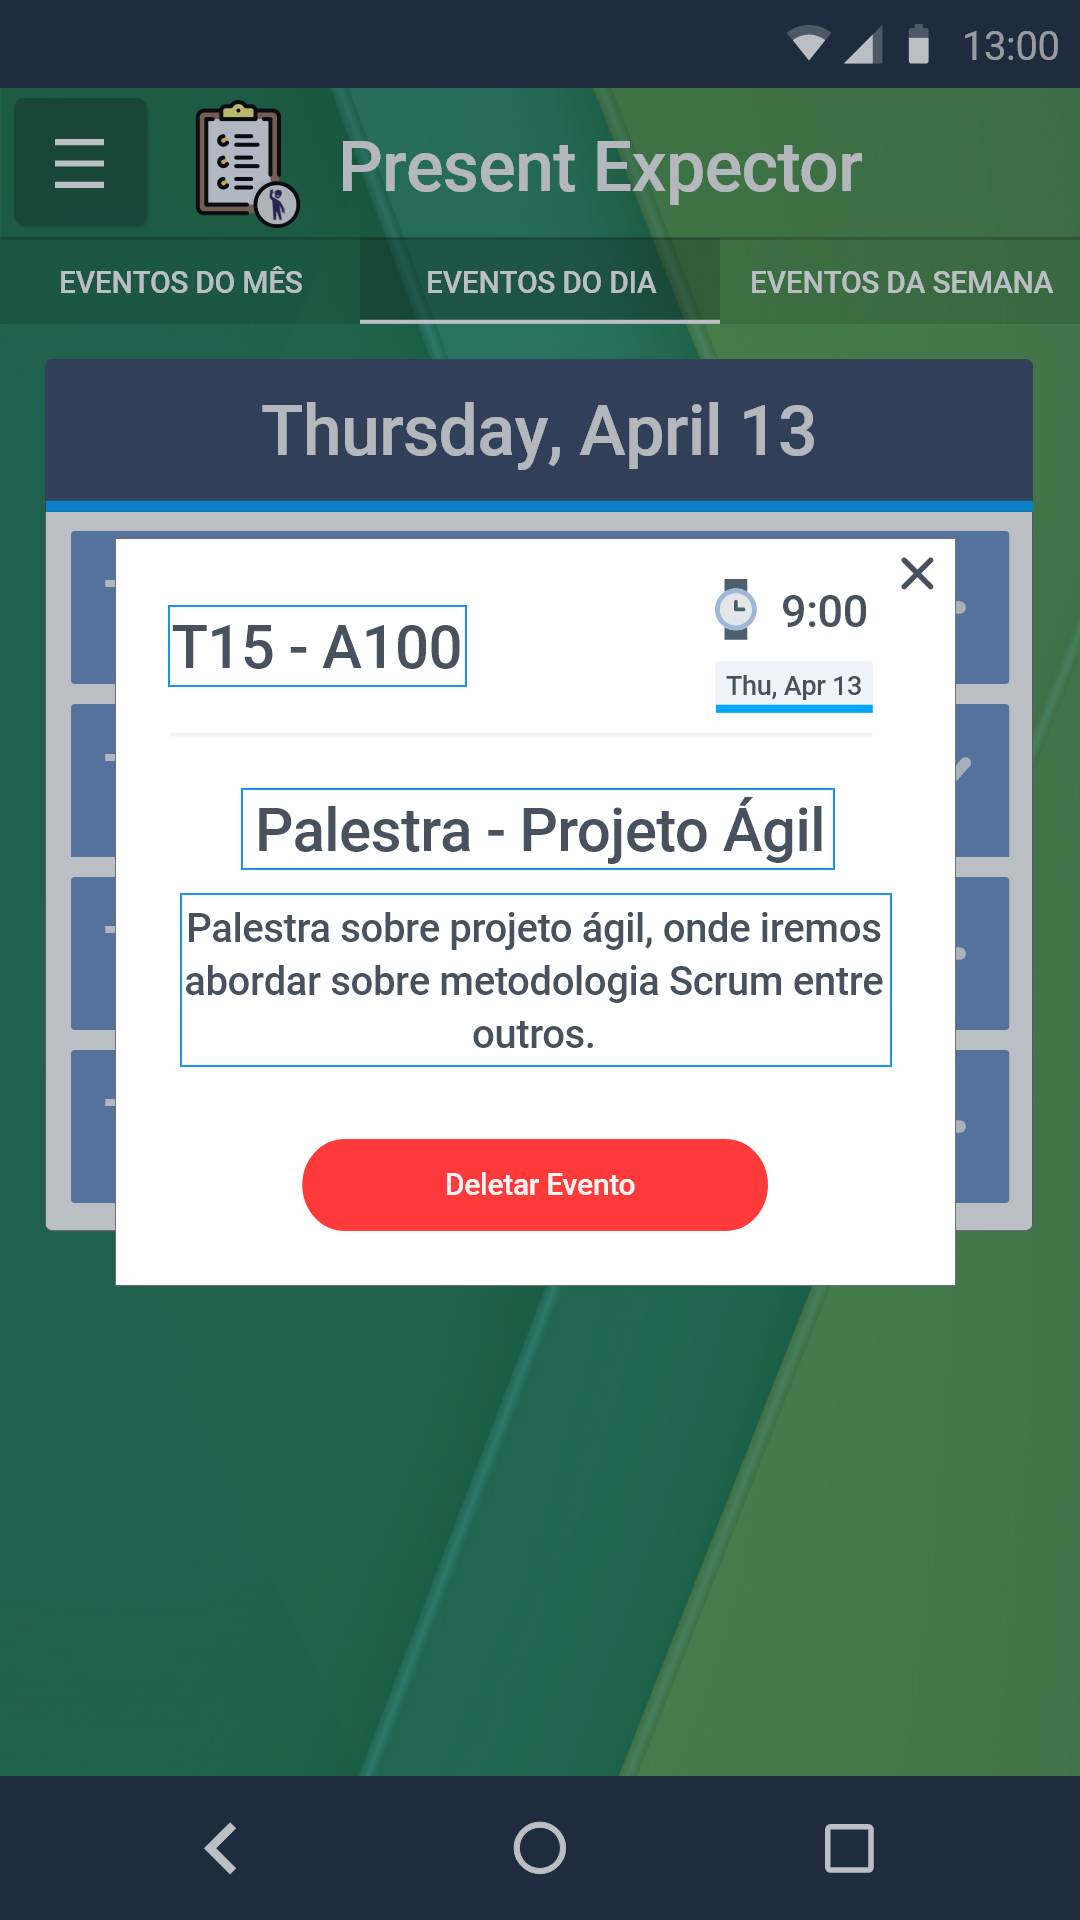 13:00
Present Expector
EVENTOS DO MÊS
EVENTOS DO DIA
EVENTOS DA SEMANA
Thursday, April 13
9:00
T15 - A100
Thu, Apr 13
Palestra - Projeto Ágil
Palestra sobre projeto ágil, onde iremos
abordar sobre metodologia Scrum entre
outros.
Deletar Evento